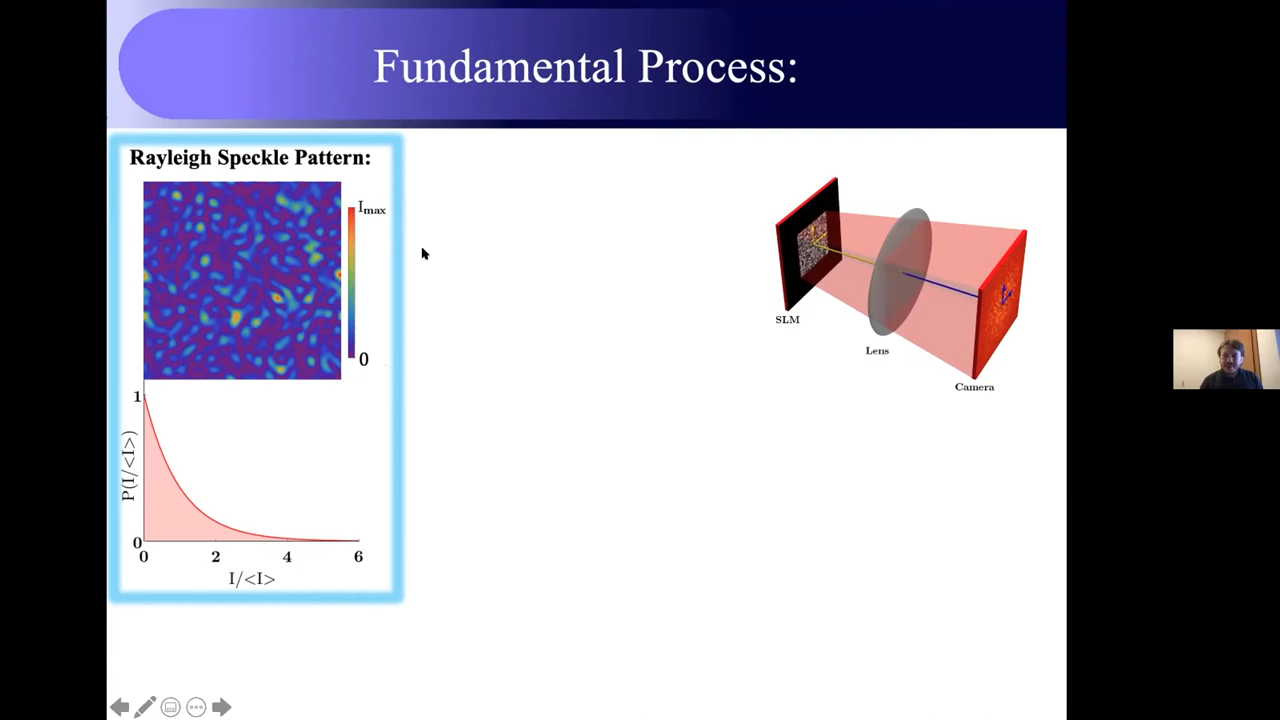 Fundamental Process:
Rayleigh Speckle Pattern:
Imax
0
1
P(I/<I>)
0
0 2 4 6
I/<I>
SLM
Lens
Camera